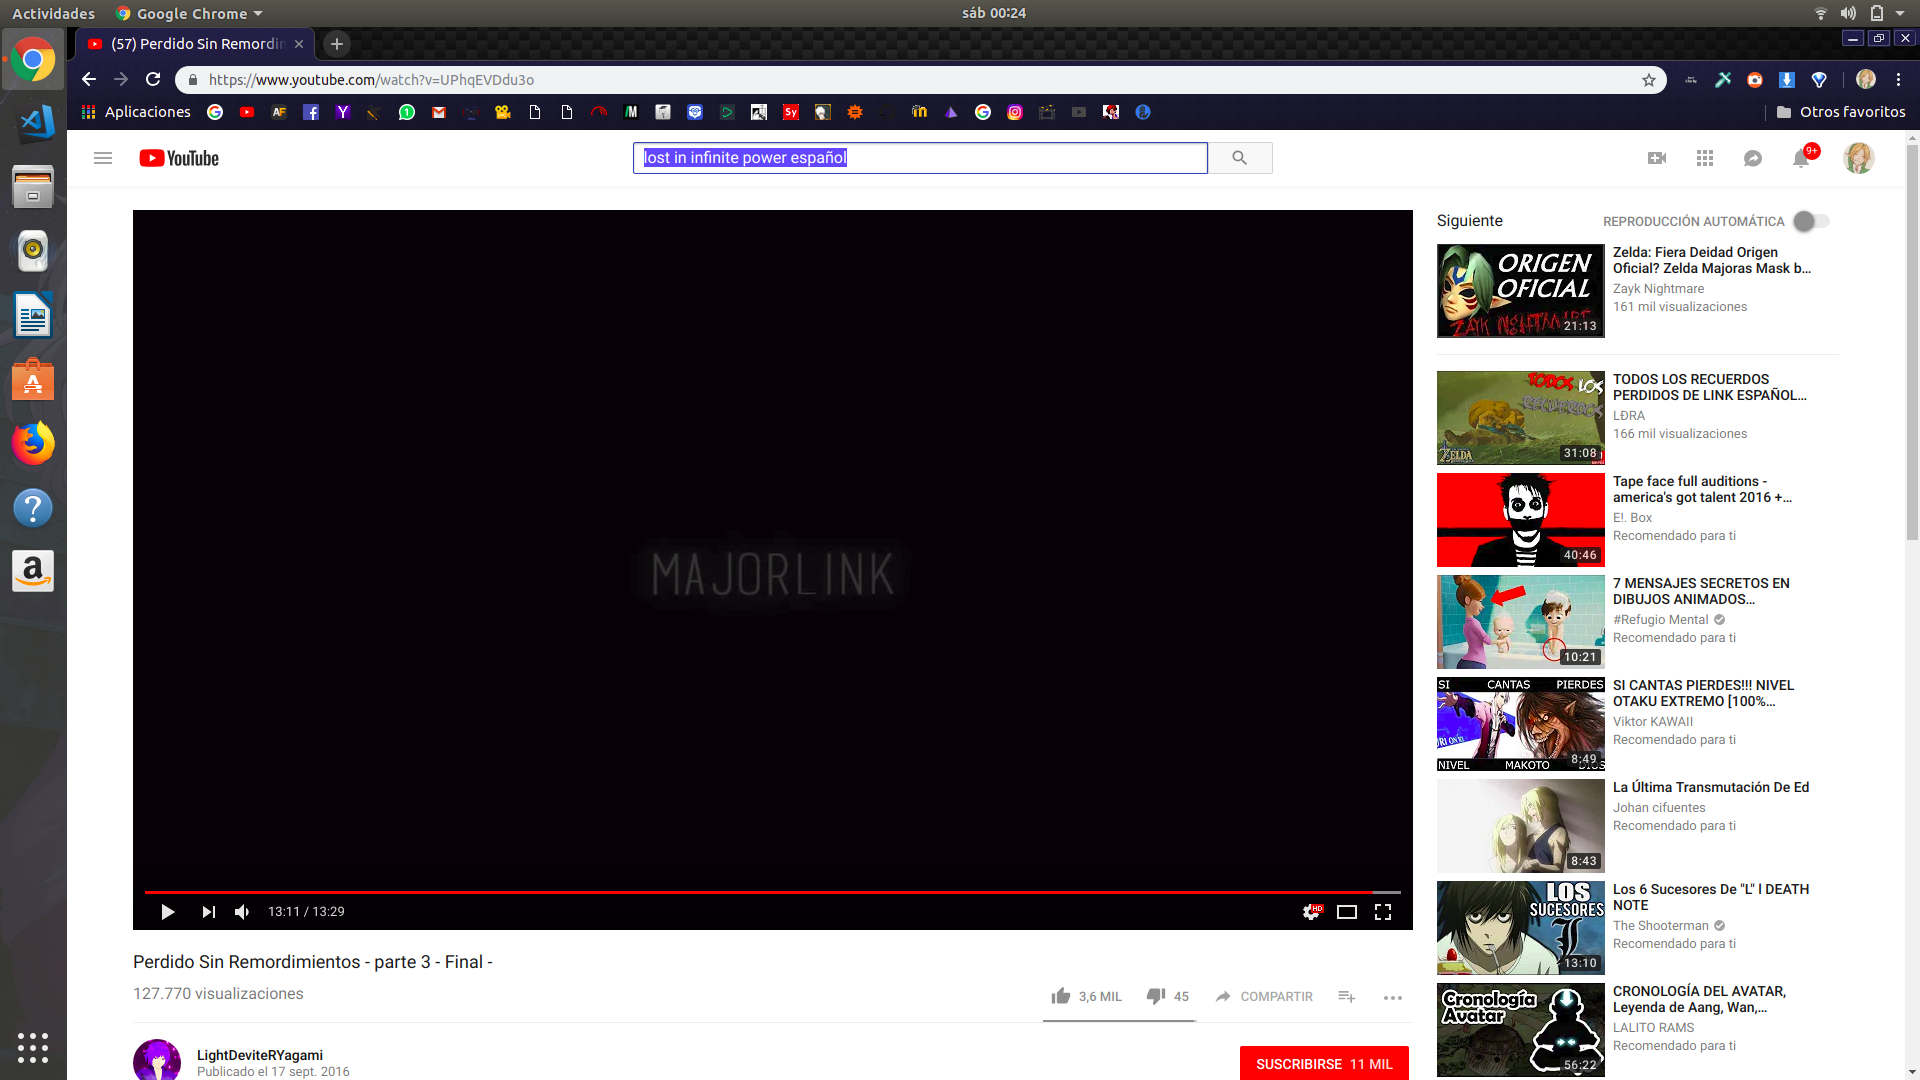 Actividades
Google Chrome
sáb 00:24
(57) Perdido Sin Remordin
https://www.youtube.com/watch?v=UPhqEVDdu3o
Aplicaciones
AF
Sy
Otros favoritos
YouTube
lost in infinite power español
9+
MAJORLINK
13:11 / 13:29
HD
Perdido Sin Remordimientos - parte 3 - Final -
127.770 visualizaciones
3,6 MIL
45
COMPARTIR
LightDeviteRYagami
Publicado el 17 sept. 2016
SUSCRIBIRSE 11 MIL
Siguiente
REPRODUCCIÓN AUTOMÁTICA
ORIGEN
OFICIAL
ZAYK NIGHTMARE
21:13
Zelda: Fiera Deidad Origen
Oficial? Zelda Majoras Mask b...
Zayk Nightmare
161 mil visualizaciones
TODOS LOS
RECUERDOS
ZELDA
31:08
TODOS LOS RECUERDOS
PERDIDOS DE LINK ESPAÑOL...
LĐRA
166 mil visualizaciones
40:46
Tape face full auditions -
america's got talent 2016 +...
E!. Box
Recomendado para ti
10:21
7 MENSAJES SECRETOS EN
DIBUJOS ANIMADOS...
#Refugio Mental
Recomendado para ti
SI CANTAS PIERDES
NIVEL MAKOTO DIOS
8:49
SI CANTAS PIERDES!!! NIVEL
OTAKU EXTREMO [100%...
Viktor KAWAII
Recomendado para ti
8:43
La Última Transmutación De Ed
Johan cifuentes
Recomendado para ti
LOS
SUCESORES
13:10
Los 6 Sucesores De "L" l DEATH
NOTE
The Shooterman
Recomendado para ti
Cronología
Avatar
56:22
CRONOLOGÍA DEL AVATAR,
Leyenda de Aang, Wan,...
LALITO RAMS
Recomendado para ti